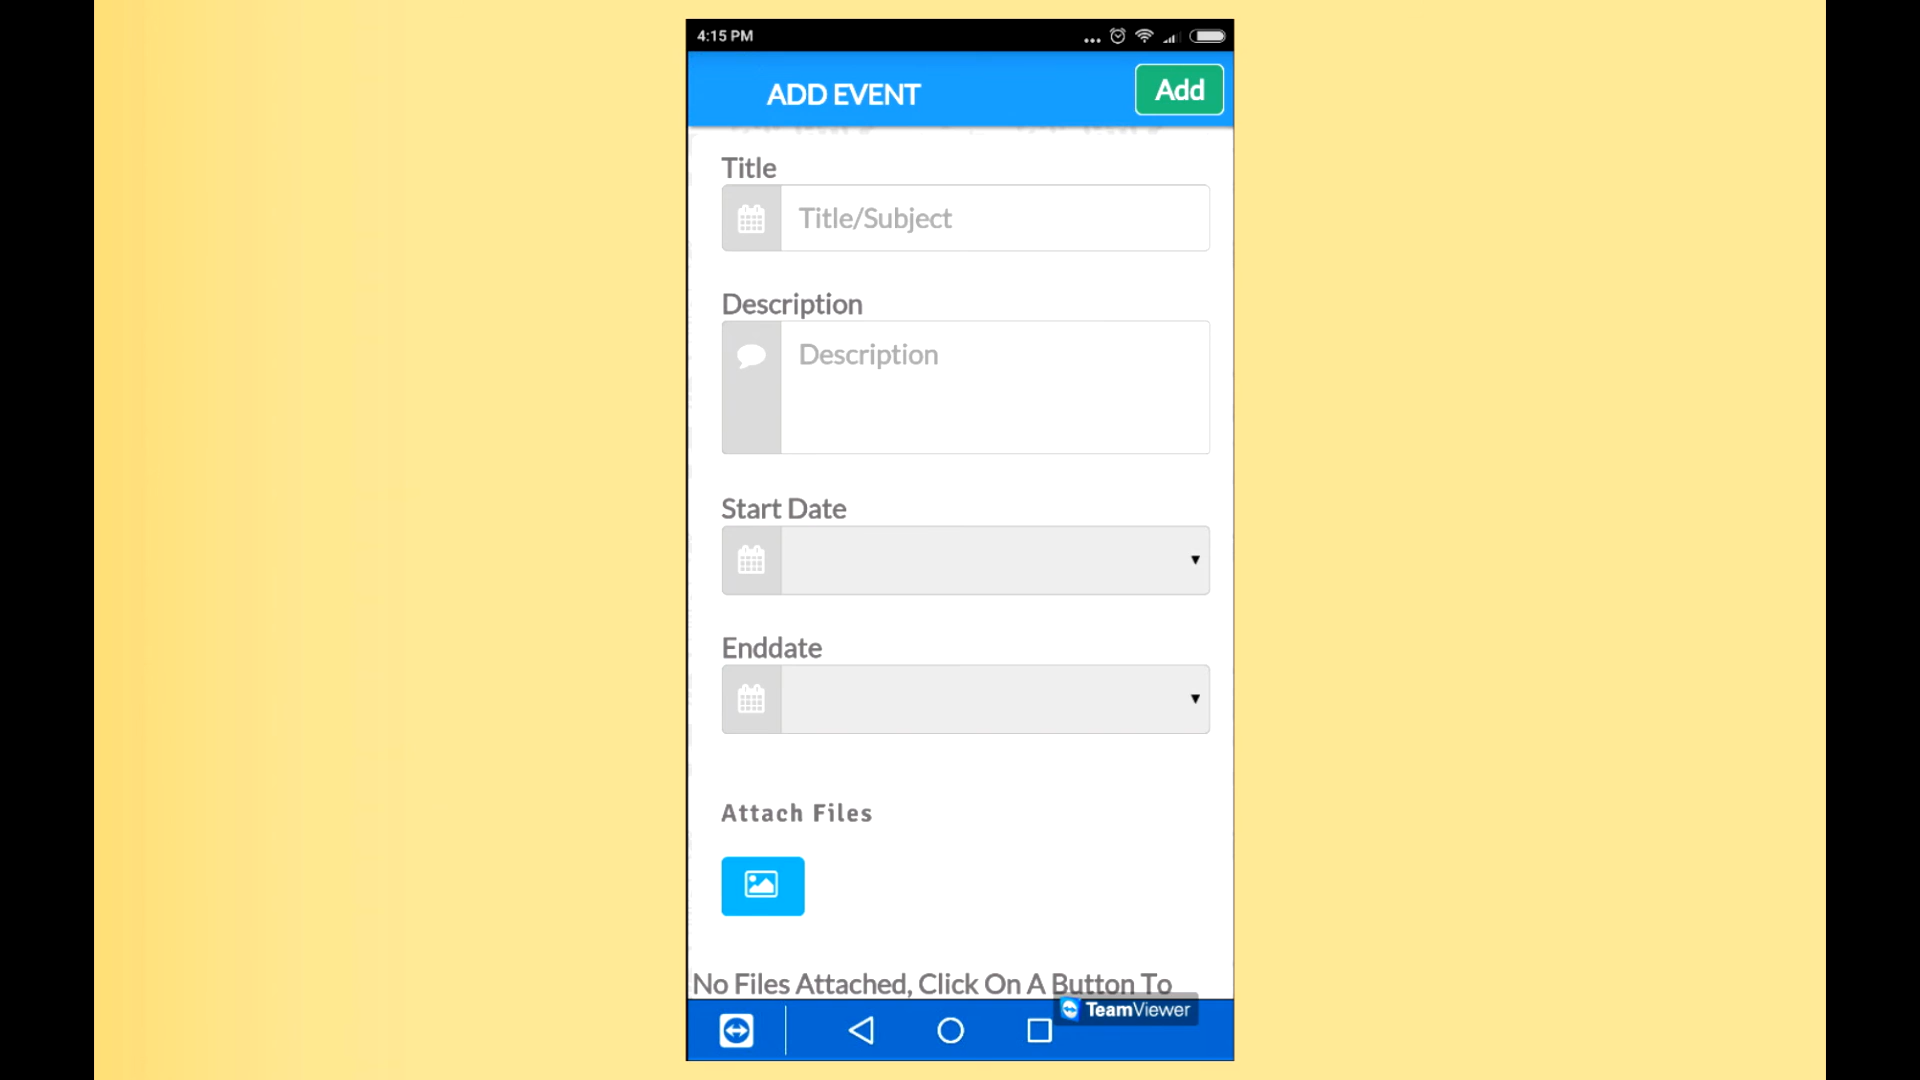 4:15 PM
ADD EVENT
Add
Title
Title/Subject
Description
Description
Start Date
Enddate
Attach Files
No Files Attached, Click On A Button To
TeamViewer